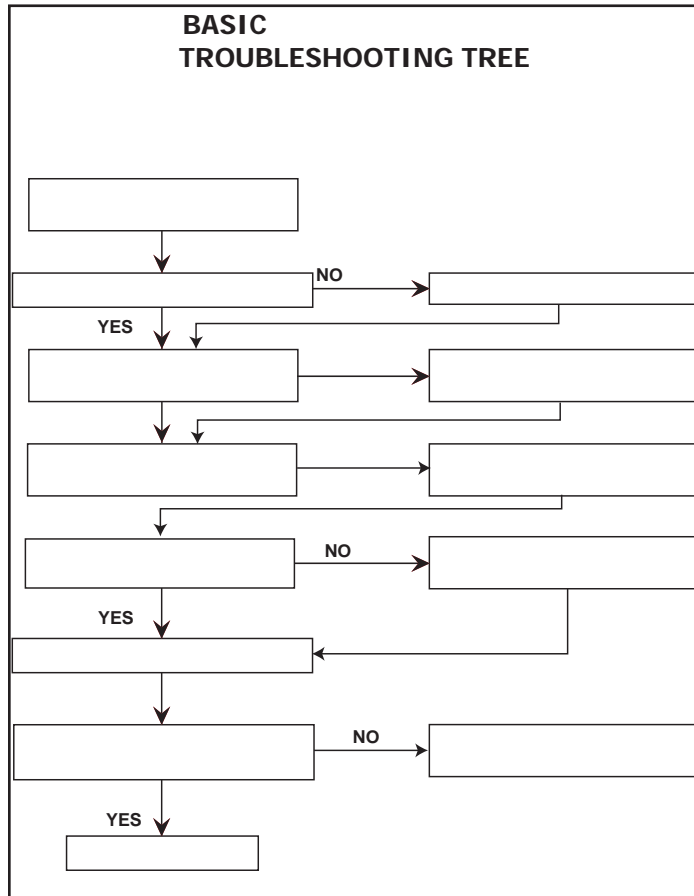 BASIC
TROUBLESHOOTING TREE
NO
YES
NO
YES
NO
YES